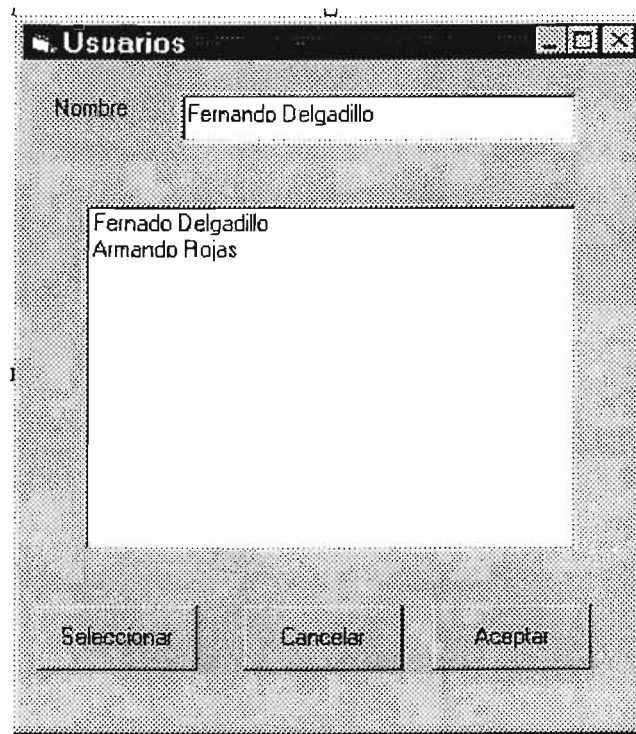 Usuarios
Nombre
Fernando Delgadillo
Fernado Delgadillo
Armando Rojas
Seleccionar Cancelar Aceptar